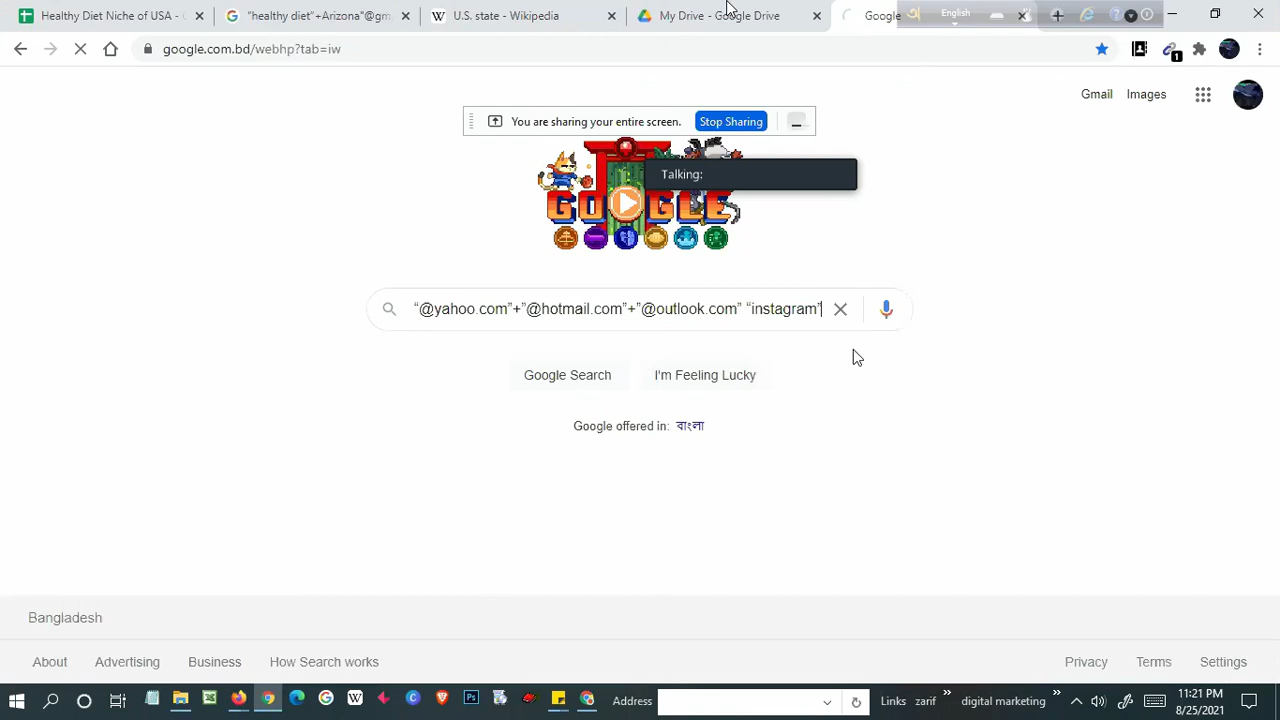 Healthy Diet Niche of USA - G
"healthy diet"+Arizona"@gm
U.S. state - Wikipedia
My Drive - Google Drive
Google
English
google.com.bd/webhp?tab=iw
1
Gmail
Images
You are sharing your entire screen.
Stop Sharing
Talking:
GOOGLE
“@yahoo.com”+”@hotmail.com”+”@outlook.com” “instagram”
Google Search
I'm Feeling Lucky
Google offered in: বাংলা
Bangladesh
About
Advertising
Business
How Search works
Privacy
Terms
Settings
Address
Links
zarif
digital marketing
11:21 PM
8/25/2021